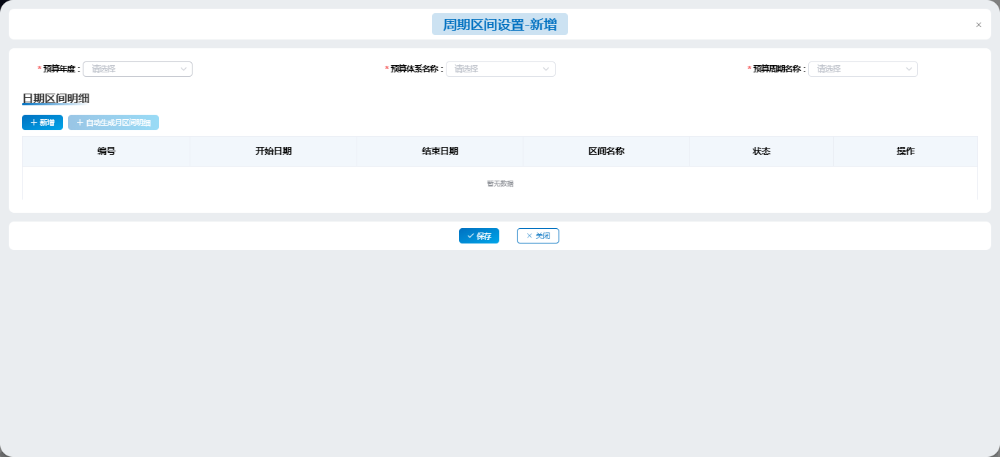 周期区间设置-新增
*预算年度： 请选择 *预算体系名称： 请选择 *预算周期名称： 请选择
日期区间明细
新增 自动生成月区间明细
编号 开始日期 结束日期 区间名称 状态 操作
暂无数据
保存 关闭